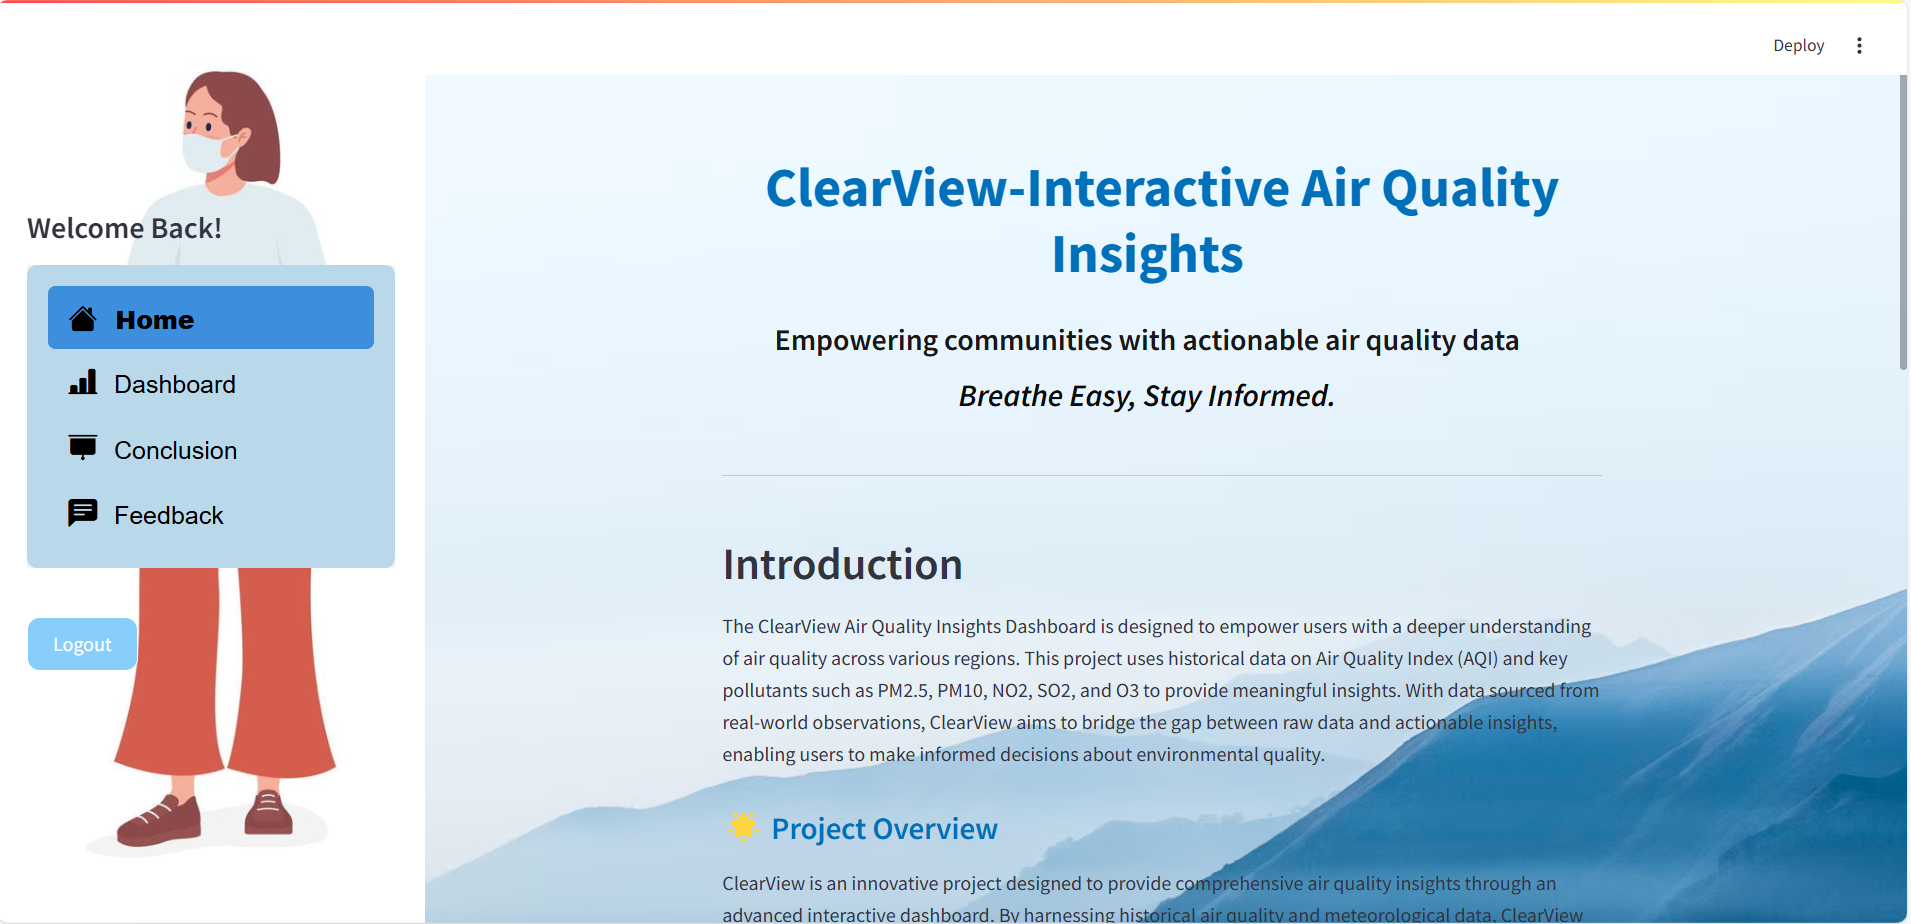 Deploy
Welcome Back!
Home
Dashboard
Conclusion
Feedback
Logout
ClearView-Interactive Air Quality
Insights
Empowering communities with actionable air quality data
Breathe Easy, Stay Informed.
Introduction
The ClearView Air Quality Insights Dashboard is designed to empower users with a deeper understanding
of air quality across various regions. This project uses historical data on Air Quality Index (AQI) and key
pollutants such as PM2.5, PM10, NO2, SO2, and O3 to provide meaningful insights. With data sourced from
real-world observations, ClearView aims to bridge the gap between raw data and actionable insights,
enabling users to make informed decisions about environmental quality.
🌟 Project Overview
ClearView is an innovative project designed to provide comprehensive air quality insights through an
advanced interactive dashboard. By harnessing historical air quality and meteorological data, ClearView